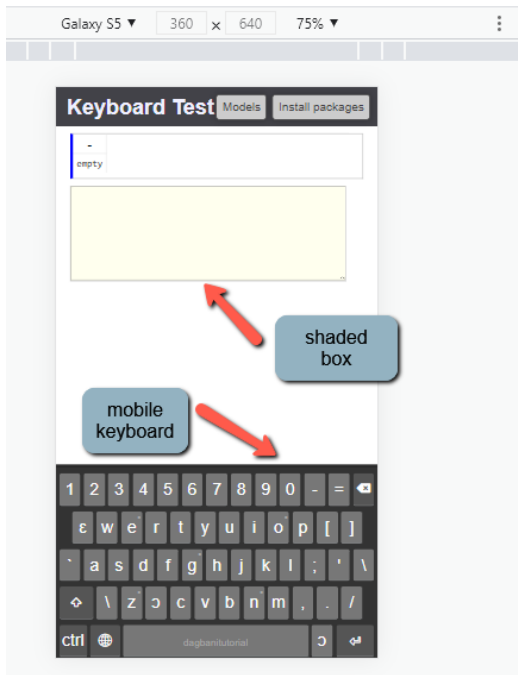 Galaxy S5 ▼ 360 × 640 75% ▼
Keyboard Test Models Install packages
-
empty
shaded
box
mobile
keyboard
1 2 3 4 5 6 7 8 9 0 - =
ɛ w e r t y u i o p [ ]
` a s d f g h j k l ; ' \
\ z ɔ c v b n m , . /
ctrl dagbanitutorial ɔ